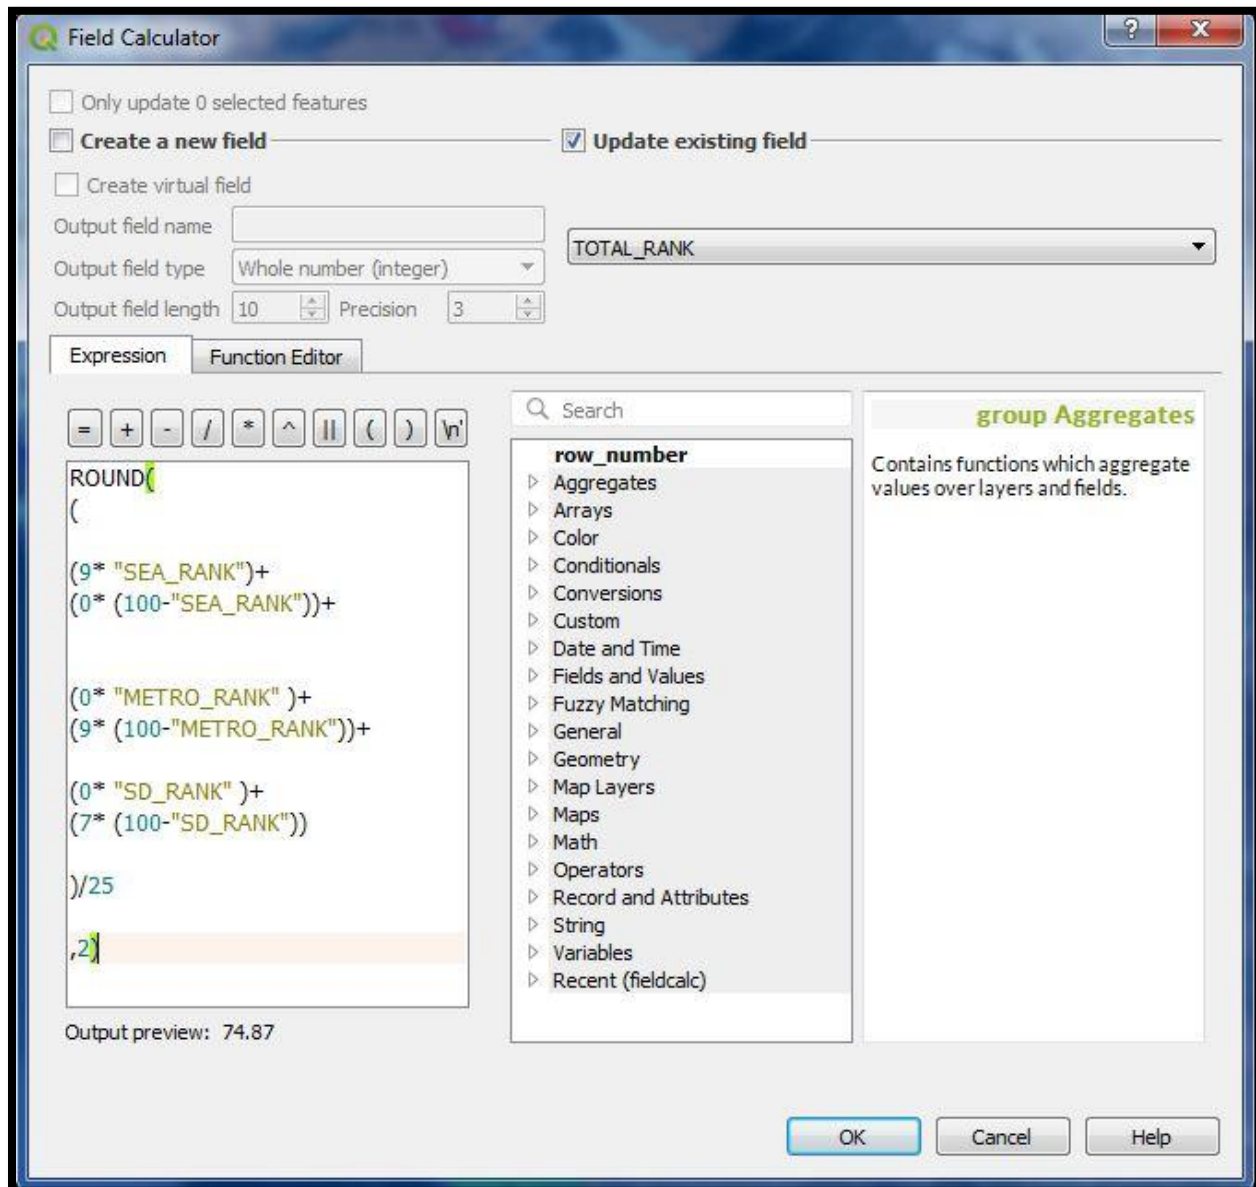 Field Calculator
?
X
Only update 0 selected features
Create a new field
Update existing field
Create virtual field
Output field name
TOTAL_RANK
Output field type Whole number (integer)
Output field length 10 Precision 3
Expression Function Editor
= + - / * ^ || ( ) \n'
ROUND(
(
(9* "SEA_RANK")+
(0* (100-"SEA_RANK"))+
(0* "METRO_RANK" )+
(9* (100-"METRO_RANK"))+
(0* "SD_RANK" )+
(7* (100-"SD_RANK"))
)/25
,2)
Output preview: 74.87
Search
row_number
Aggregates
Arrays
Color
Conditionals
Conversions
Custom
Date and Time
Fields and Values
Fuzzy Matching
General
Geometry
Map Layers
Maps
Math
Operators
Record and Attributes
String
Variables
Recent (fieldcalc)
group Aggregates
Contains functions which aggregate
values over layers and fields.
OK
Cancel
Help